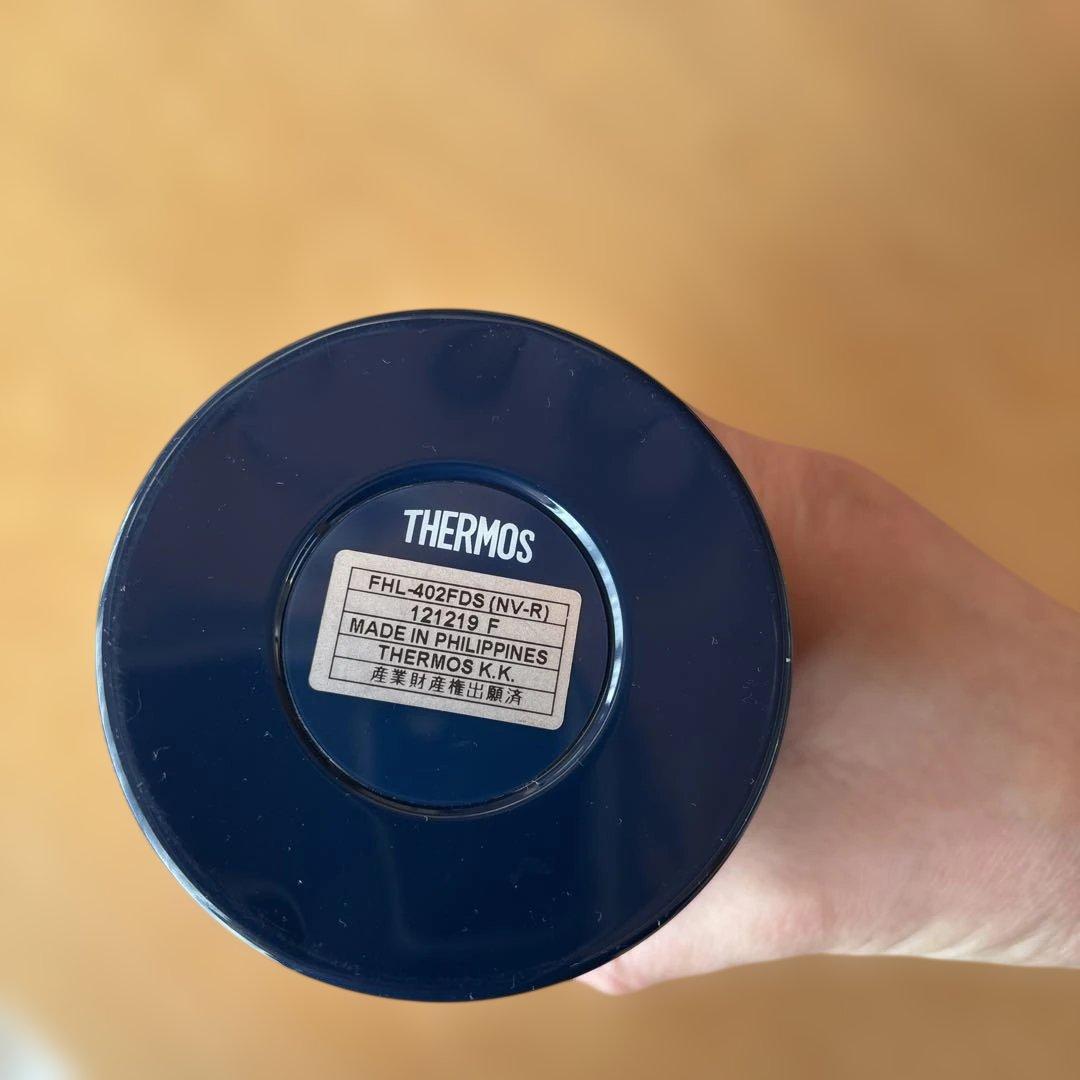 THERMOS
FHL-402FDS (NV-R)
121219 F
MADE IN PHILIPPINES
THERMOS K.K.
産業財産権出願済